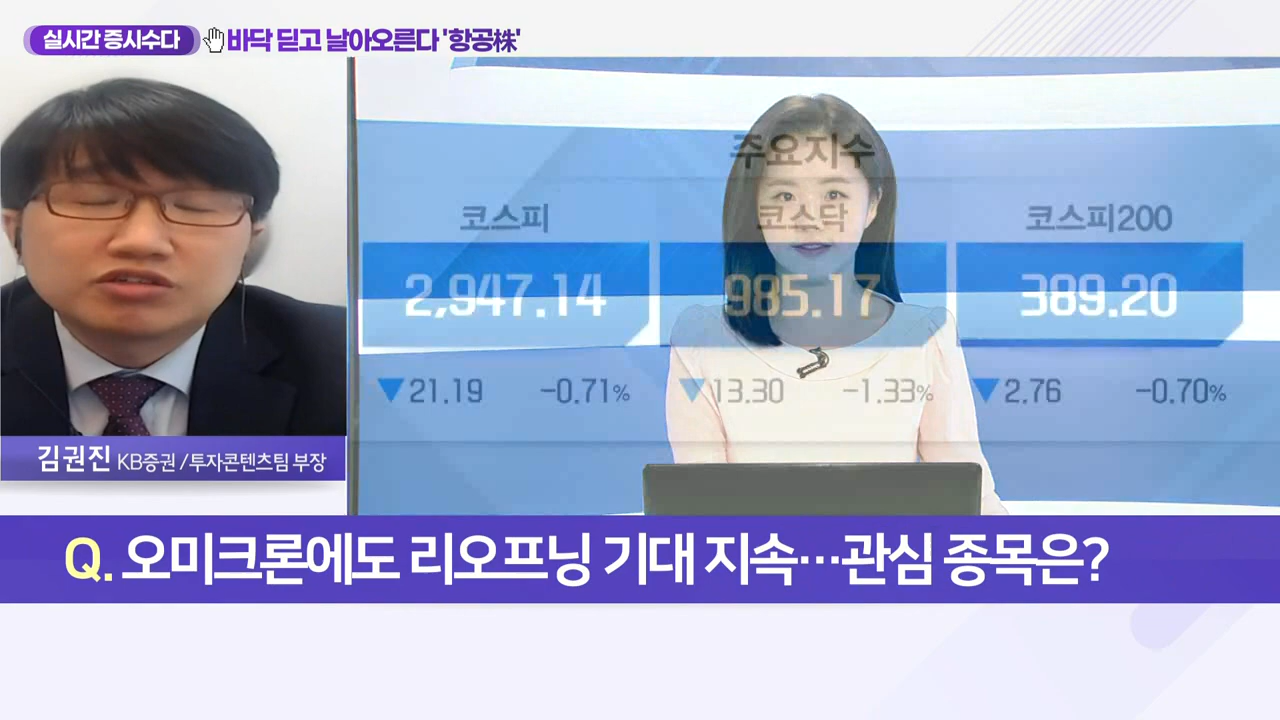 실시간 증시수다
바닥 딛고 날아오른다 '항공株'
주요지수
코스피 코스닥 코스피200
2,947.14 985.17 389.20
▼21.19 -0.71% ▼13.30 -1.33% ▼2.76 -0.70%
김권진 KB증권 / 투자콘텐츠팀 부장
Q. 오미크론에도 리오프닝 기대 지속…관심 종목은?